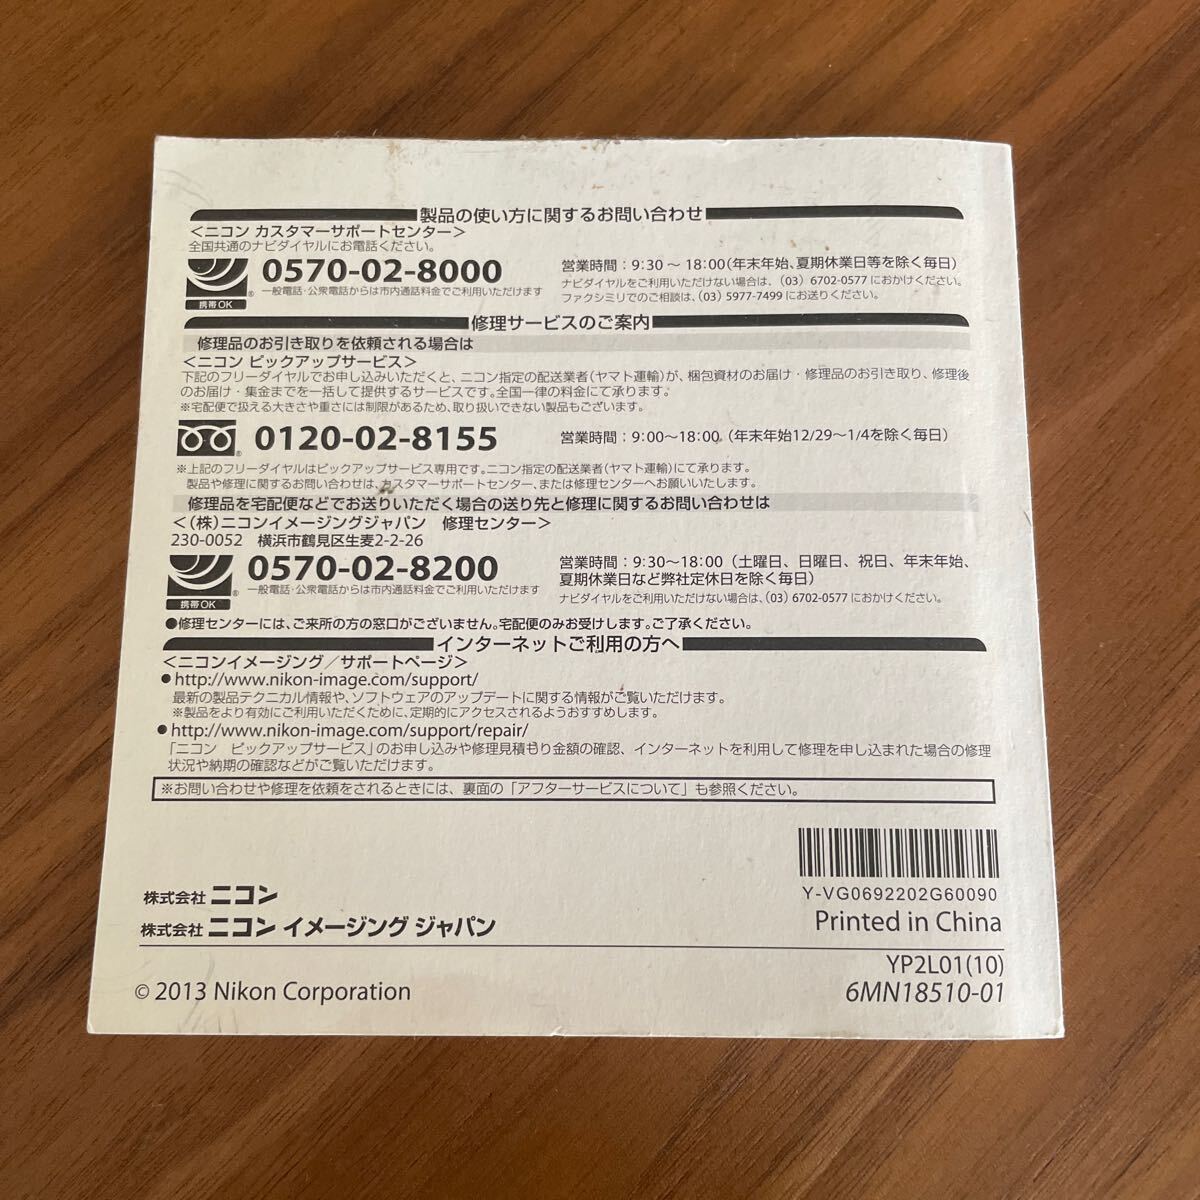 製品の使い方に関するお問い合わせ
<ニコン カスタマーサポートセンター>
全国共通のナビダイヤルにお電話ください。
携帯OK
0570-02-8000
一般電話・公衆電話からは市内通話料金でご利用いただけます
営業時間：9:30〜18:00（年末年始、夏期休業日等を除く毎日）
ナビダイヤルをご利用いただけない場合は、（03）6702-0577 におかけください。
ファクシミリでのご相談は、（03）5977-7499 にお送りください。
修理サービスのご案内
修理品のお引き取りを依頼される場合は
<ニコン ピックアップサービス>
下記のフリーダイヤルでお申し込みいただくと、ニコン指定の配送業者（ヤマト運輸）が、梱包資材のお届け・修理品のお引き取り、修理後
のお届け・集金までを一括して提供するサービスです。全国一律の料金にて承ります。
※宅配便で扱える大きさや重さには制限があるため、取り扱いできない製品もございます。
0120-02-8155
営業時間：9:00〜18:00（年末年始12/29〜1/4を除く毎日）
※上記のフリーダイヤルはピックアップサービス専用です。ニコン指定の配送業者（ヤマト運輸）にて承ります。
製品や修理に関するお問い合わせは、カスタマーサポートセンター、または修理センターへお願いいたします。
修理品を宅配便などでお送りいただく場合の送り先と修理に関するお問い合わせは
<（株）ニコンイメージングジャパン 修理センター>
230-0052 横浜市鶴見区生麦2-2-26
携帯OK
0570-02-8200
一般電話・公衆電話からは市内通話料金でご利用いただけます
営業時間：9:30〜18:00（土曜日、日曜日、祝日、年末年始、
夏期休業日など弊社定休日を除く毎日）
ナビダイヤルをご利用いただけない場合は、（03）6702-0577 におかけください。
●修理センターには、ご来所の方の窓口がございません。宅配便のみお受けします。ご了承ください。
インターネットご利用の方へ
<ニコンイメージング／サポートページ>
●http://www.nikon-image.com/support/
最新の製品テクニカル情報や、ソフトウェアのアップデートに関する情報がご覧いただけます。
※製品をより有効にご利用いただくために、定期的にアクセスされるようおすすめします。
●http://www.nikon-image.com/support/repair/
「ニコン ピックアップサービス」のお申し込みや修理見積もり金額の確認、インターネットを利用して修理を申し込まれた場合の修理
状況や納期の確認などがご覧いただけます。
※お問い合わせや修理を依頼をされるときには、裏面の「アフターサービスについて」も参照ください。
Y-VG0692202G60090
株式会社 ニコン
株式会社 ニコン イメージング ジャパン
Printed in China
YP2L01(10)
© 2013 Nikon Corporation
6MN18510-01